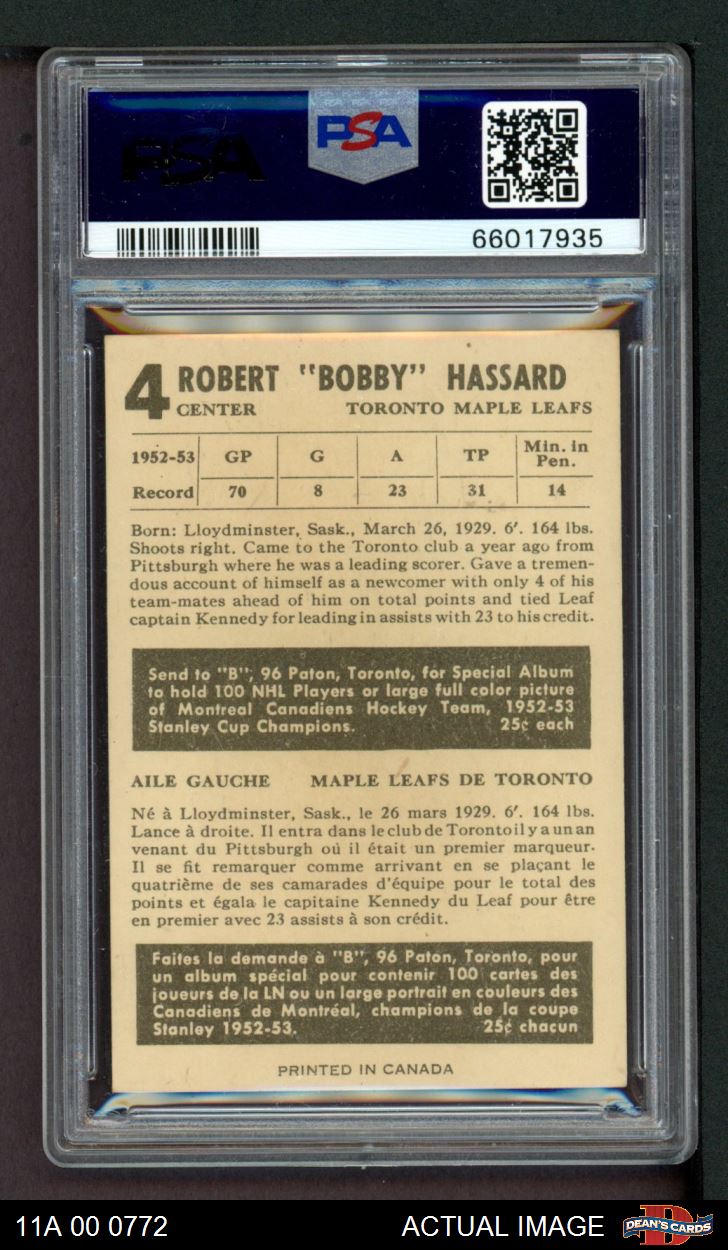 PSA
PSA
66017935
4 ROBERT "BOBBY" HASSARD
CENTER TORONTO MAPLE LEAFS
1952-53 GP G A TP Min. in Pen.
Record 70 8 23 31 14
Born: Lloydminster, Sask., March 26, 1929. 6'. 164 lbs.
Shoots right. Came to the Toronto club a year ago from
Pittsburgh where he was a leading scorer. Gave a tremen-
dous account of himself as a newcomer with only 4 of his
team-mates ahead of him on total points and tied Leaf
captain Kennedy for leading in assists with 23 to his credit.
Send to "B", 96 Paton, Toronto, for Special Album
to hold 100 NHL Players or large full color picture
of Montreal Canadiens Hockey Team, 1952-53
Stanley Cup Champions. 25¢ each
AILE GAUCHE MAPLE LEAFS DE TORONTO
Né à Lloydminster, Sask., le 26 mars 1929. 6'. 164 lbs.
Lance à droite. Il entra dans le club de Toronto il y a un an
venant du Pittsburgh où il était un premier marqueur.
Il se fit remarquer comme arrivant en se plaçant le
quatrième de ses camarades d'équipe pour le total des
points et égala le capitaine Kennedy du Leaf pour être
en premier avec 23 assists à son crédit.
Faites la demande à "B", 96 Paton, Toronto, pour
un album spécial pour contenir 100 cartes des
joueurs de la LN ou un large portrait en couleurs des
Canadiens de Montréal, champions de la coupe
Stanley 1952-53. 25¢ chacun
PRINTED IN CANADA
11A 00 0772 ACTUAL IMAGE DEAN'S CARDS